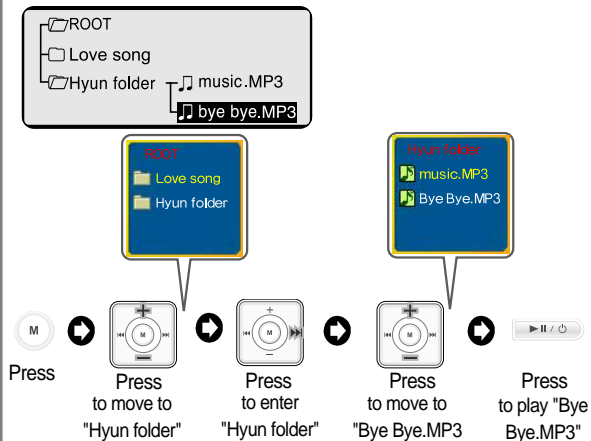 ROOT
Love song
Hyun folder music.MP3
bye bye.MP3
ROOT
Love song
Hyun folder
Hyun folder
music.MP3
Bye Bye.MP3
M
M
M
M
Press
Press
to move to
"Hyun folder"
Press
to enter
"Hyun folder"
Press
to move to
"Bye Bye.MP3
Press
to play "Bye
Bye.MP3"